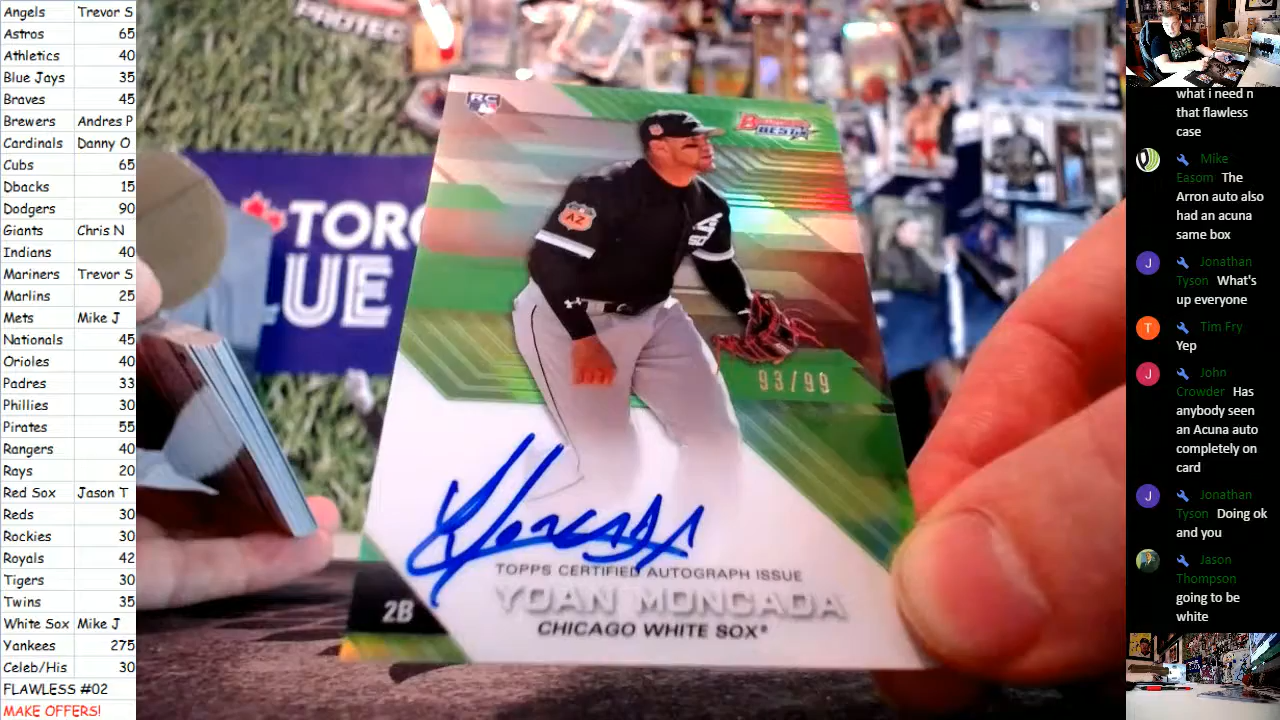 Angels Trevor S
Astros 65
Athletics 40
Blue Jays 35
Braves 45
Brewers Andres P
Cardinals Danny O
Cubs 65
Dbacks 15
Dodgers 90
Giants Chris N
Indians 40
Mariners Trevor S
Marlins 25
Mets Mike J
Nationals 45
Orioles 40
Padres 33
Phillies 30
Pirates 55
Rangers 40
Rays 20
Red Sox Jason T
Reds 30
Rockies 30
Royals 42
Tigers 30
Twins 35
White Sox Mike J
Yankees 275
Celeb/His 30
FLAWLESS #02
MAKE OFFERS!
TORO
UE
RC
BEST
AZ
93/99
TOPPS CERTIFIED AUTOGRAPH ISSUE
YOAN MONCADA
2B
CHICAGO WHITE SOX®
what i need n
that flawless
case
Mike
Easom The
Arron auto also
had an acuna
same box
J
Jonathan
Tyson What's
up everyone
T
Tim Fry
Yep
J
John
Crowder Has
anybody seen
an Acuna auto
completely on
card
J
Jonathan
Tyson Doing ok
and you
Jason
Thompson
going to be
white